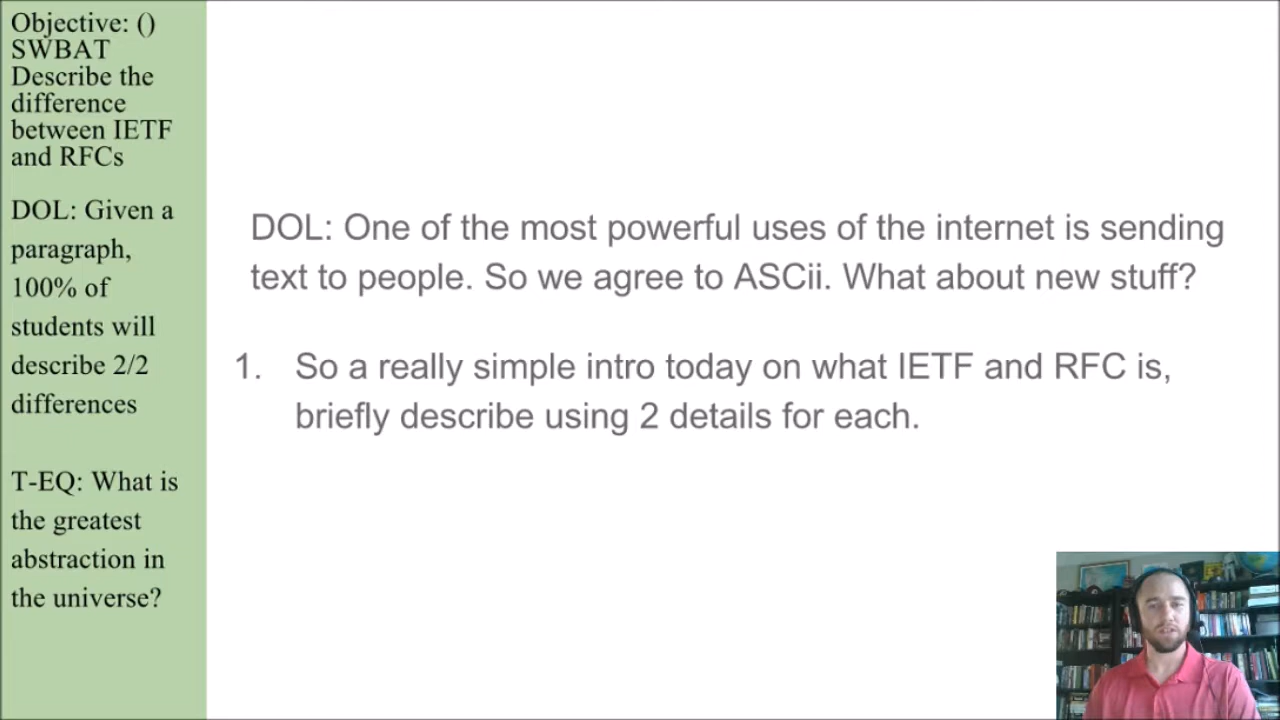 Objective: ()
SWBAT
Describe the
difference
between IETF
and RFCs
DOL: Given a
paragraph,
100% of
students will
describe 2/2
differences
T-EQ: What is
the greatest
abstraction in
the universe?
DOL: One of the most powerful uses of the internet is sending
text to people. So we agree to ASCii. What about new stuff?
1. So a really simple intro today on what IETF and RFC is,
briefly describe using 2 details for each.